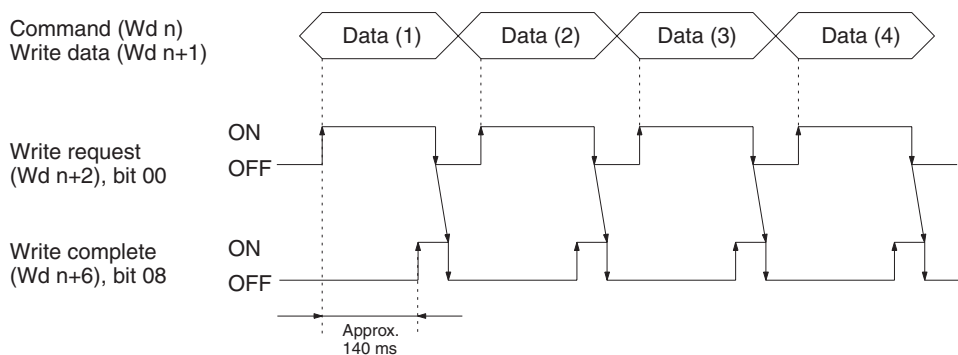 Command (Wd n)
Write data (Wd n+1)
Data (1) Data (2) Data (3) Data (4)
Write request
(Wd n+2), bit 00
ON
OFF
Write complete
(Wd n+6), bit 08
ON
OFF
Approx.
140 ms